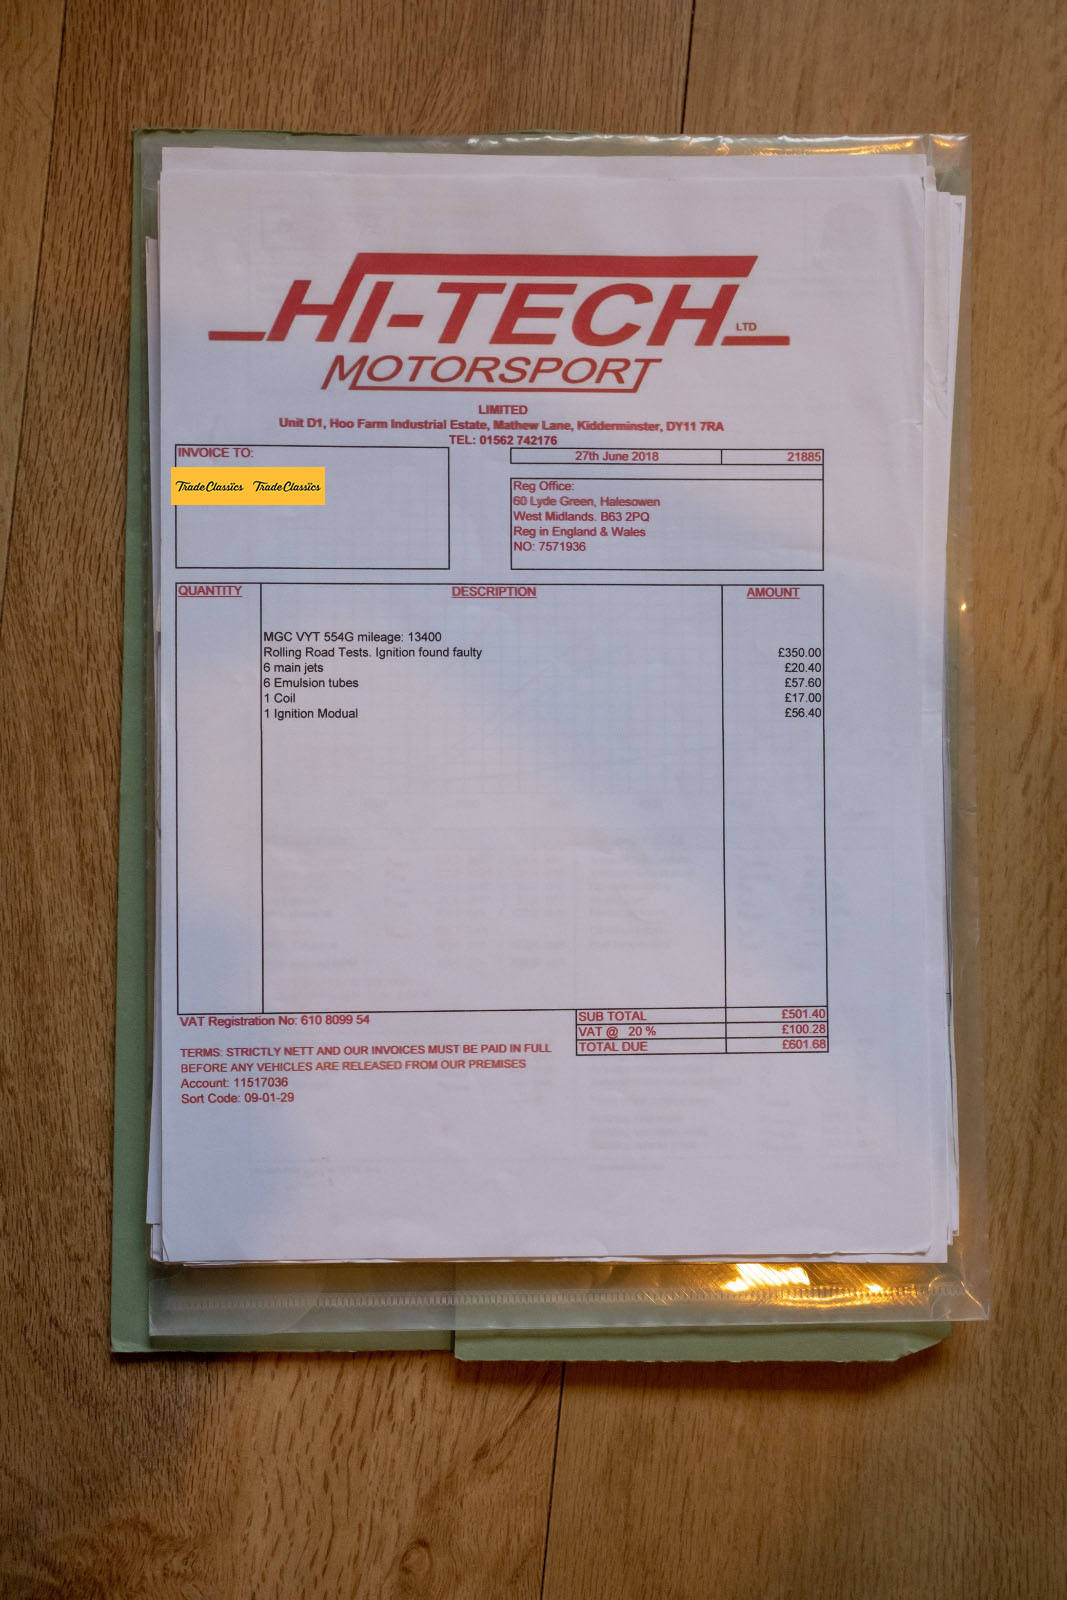 HI-TECH LTD
MOTORSPORT
LIMITED
Unit D1, Hoo Farm Industrial Estate, Mathew Lane, Kidderminster, DY11 7RA
TEL: 01562 742176
INVOICE TO:
TradeClassics TradeClassics
27th June 2018 21885
Reg Office:
60 Lyde Green, Halesowen
West Midlands. B63 2PQ
Reg in England & Wales
NO: 7571936
QUANTITY DESCRIPTION AMOUNT
MGC VYT 554G mileage: 13400
Rolling Road Tests. Ignition found faulty £350.00
6 main jets £20.40
6 Emulsion tubes £57.60
1 Coil £17.00
1 Ignition Modual £56.40
VAT Registration No: 610 8099 54
SUB TOTAL £501.40
VAT @ 20 % £100.28
TOTAL DUE £601.68
TERMS: STRICTLY NETT AND OUR INVOICES MUST BE PAID IN FULL
BEFORE ANY VEHICLES ARE RELEASED FROM OUR PREMISES
Account: 11517036
Sort Code: 09-01-29